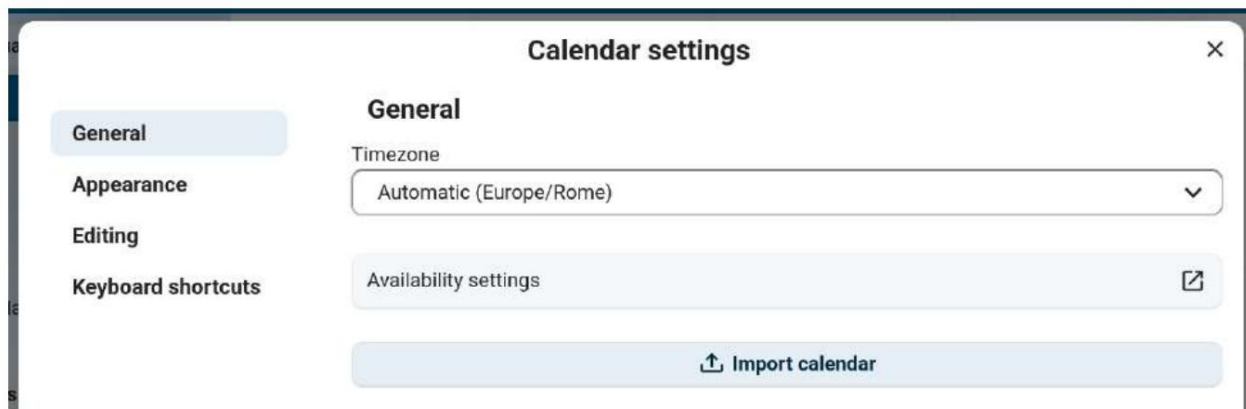 Calendar settings
General
Appearance
Editing
Keyboard shortcuts
General
Timezone
Automatic (Europe/Rome)
Availability settings
Import calendar